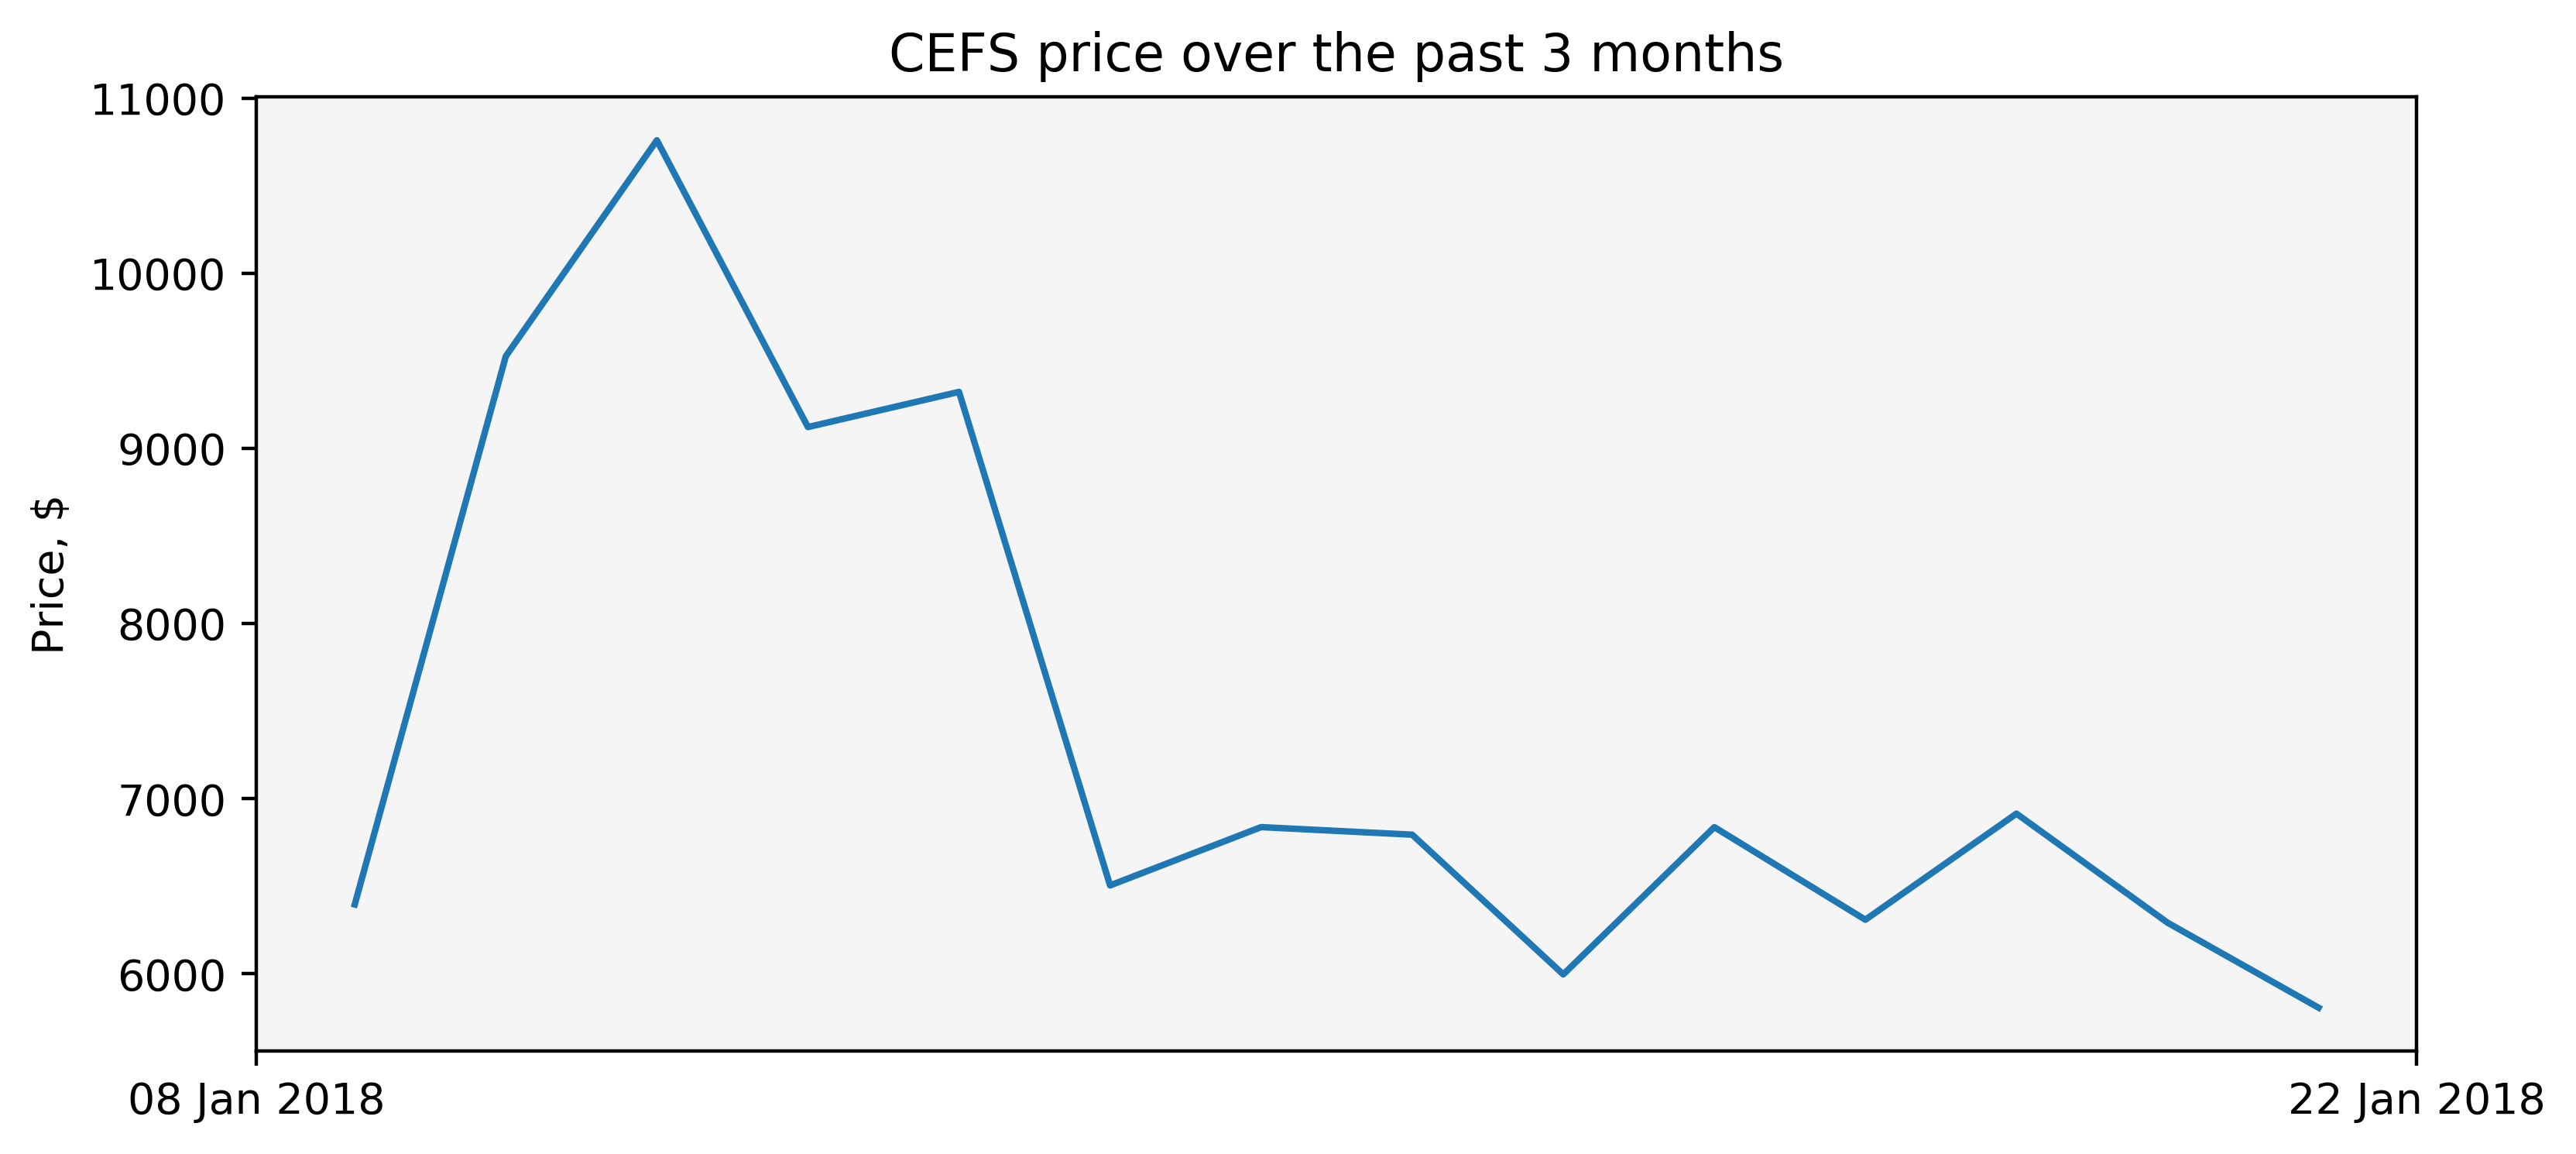 CEFS price over the past 3 months
11000
10000
9000
8000
7000
6000
Price, $
08 Jan 2018
22 Jan 2018